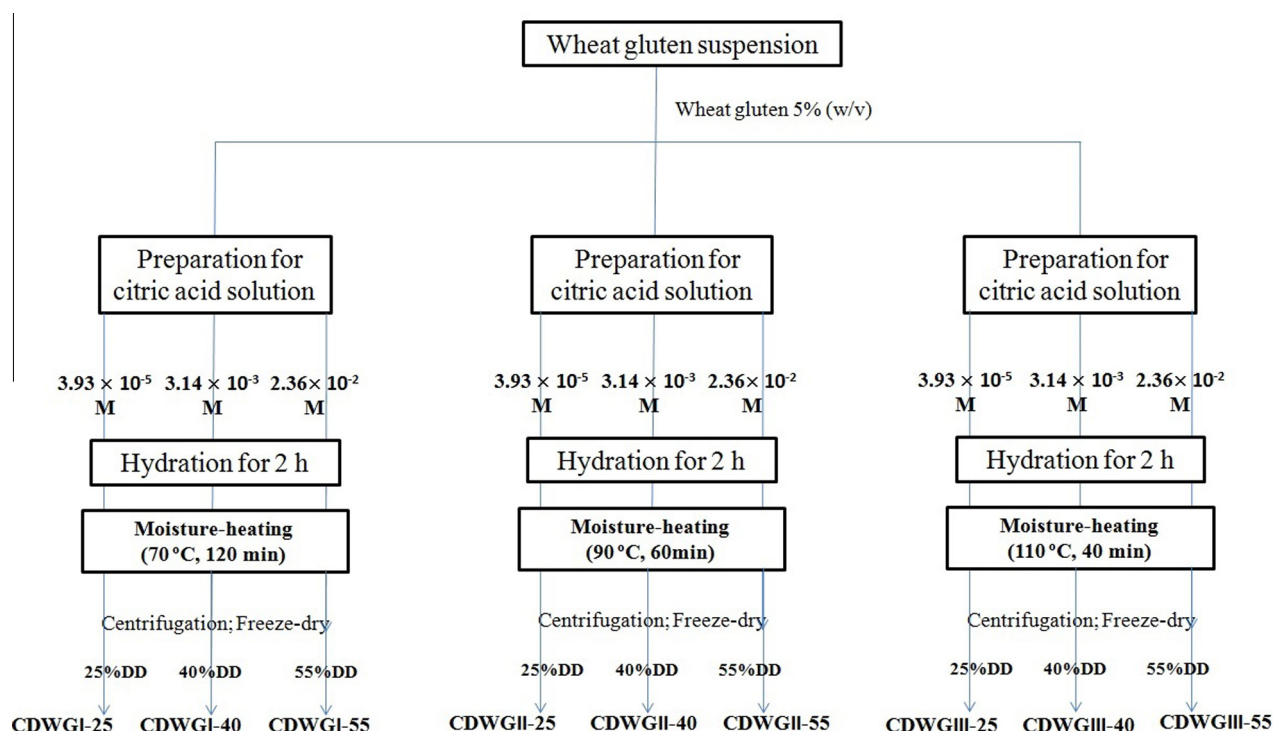 Wheat gluten suspension
Wheat gluten 5% (w/v)
Preparation for
citric acid solution
Preparation for
citric acid solution
Preparation for
citric acid solution
3.93 × 10-5 3.14 × 10-3 2.36× 10-2
M M M
3.93 × 10-5 3.14 × 10-3 2.36× 10-2
M M M
3.93 × 10-5 3.14 × 10-3 2.36× 10-2
M M M
Hydration for 2 h
Hydration for 2 h
Hydration for 2 h
Moisture-heating
(70 ºC, 120 min)
Moisture-heating
(90 ºC, 60min)
Moisture-heating
(110 ºC, 40 min)
Centrifugation; Freeze-dry
Centrifugation; Freeze-dry
Centrifugation; Freeze-dry
25%DD 40%DD 55%DD
25%DD 40%DD 55%DD
25%DD 40%DD 55%DD
CDWGI-25 CDWGI-40 CDWGI-55
CDWGII-25 CDWGII-40 CDWGII-55
CDWGIII-25 CDWGIII-40 CDWGIII-55